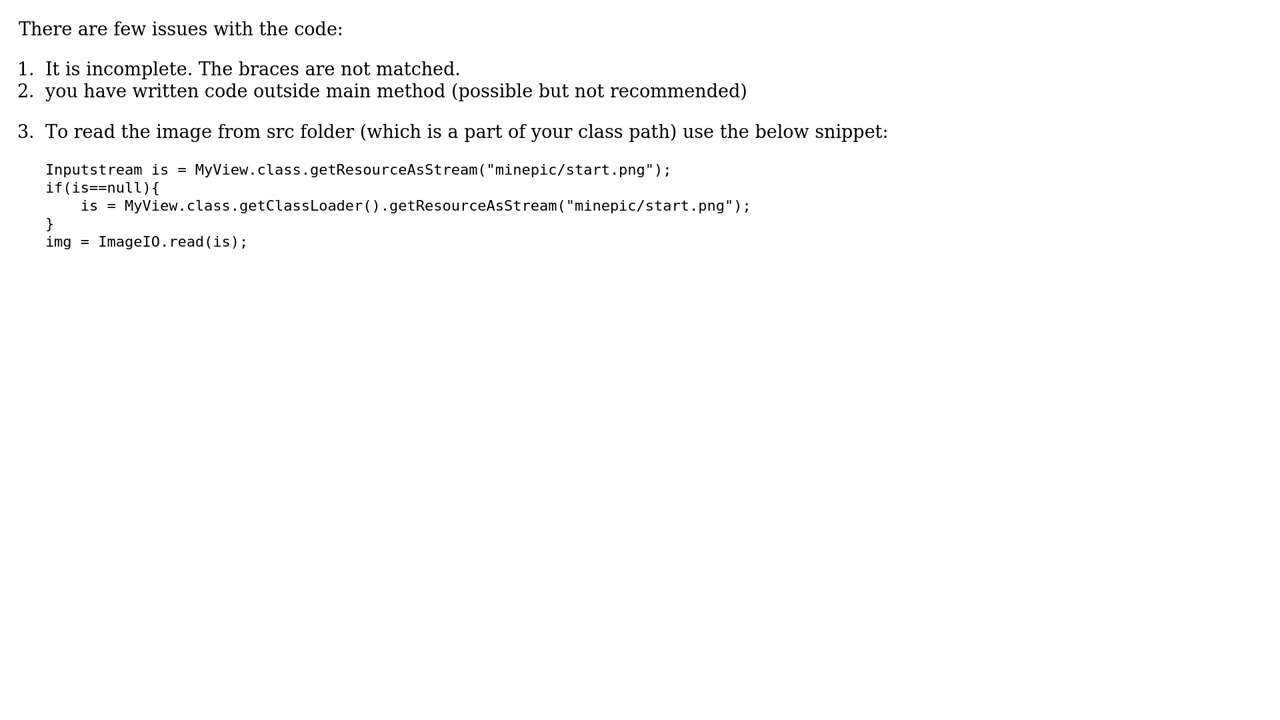 There are few issues with the code:
1. It is incomplete. The braces are not matched.
2. you have written code outside main method (possible but not recommended)
3. To read the image from src folder (which is a part of your class path) use the below snippet:
Inputstream is = MyView.class.getResourceAsStream("minepic/start.png");
if(is==null){
    is = MyView.class.getClassLoader().getResourceAsStream("minepic/start.png");
}
img = ImageIO.read(is);